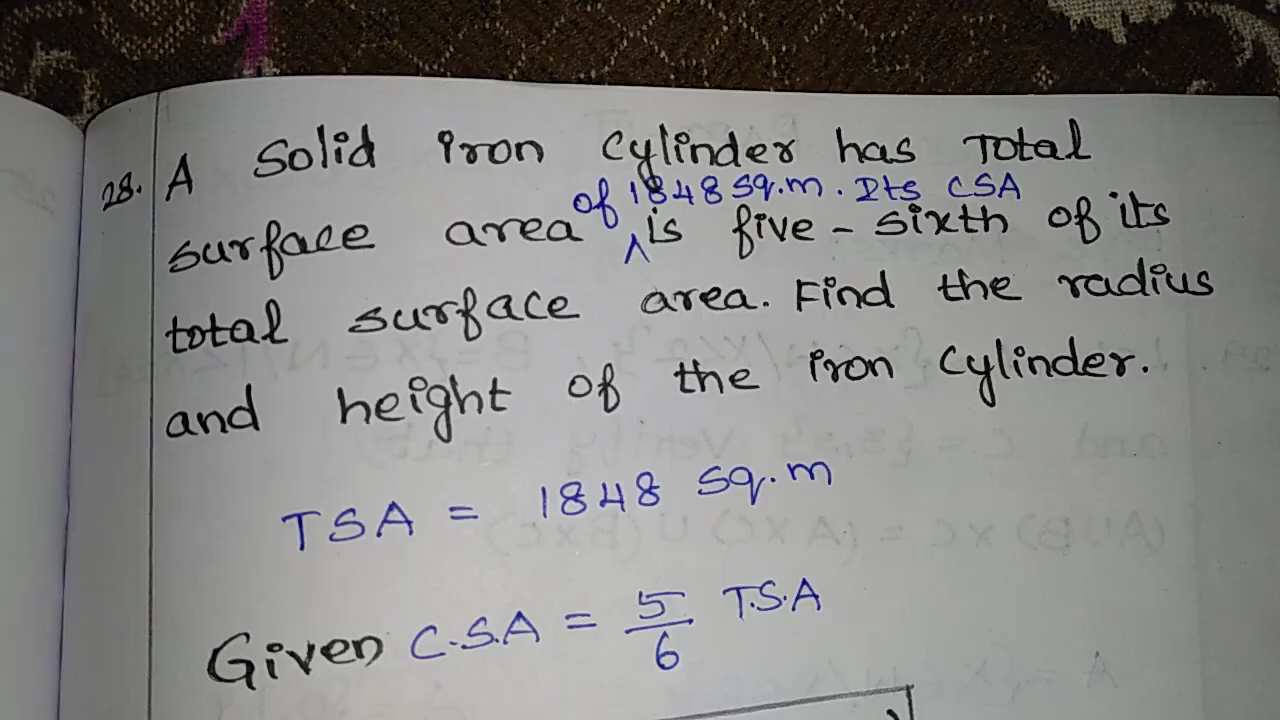 28. A Solid iron Cylinder has Total
of 1848 sq.m. Its CSA
surface area ^ is five - sixth of its
total surface area. Find the radius
and height of the iron Cylinder.
TSA = 1848 sq.m
Given C.S.A = 5/6 T.S.A